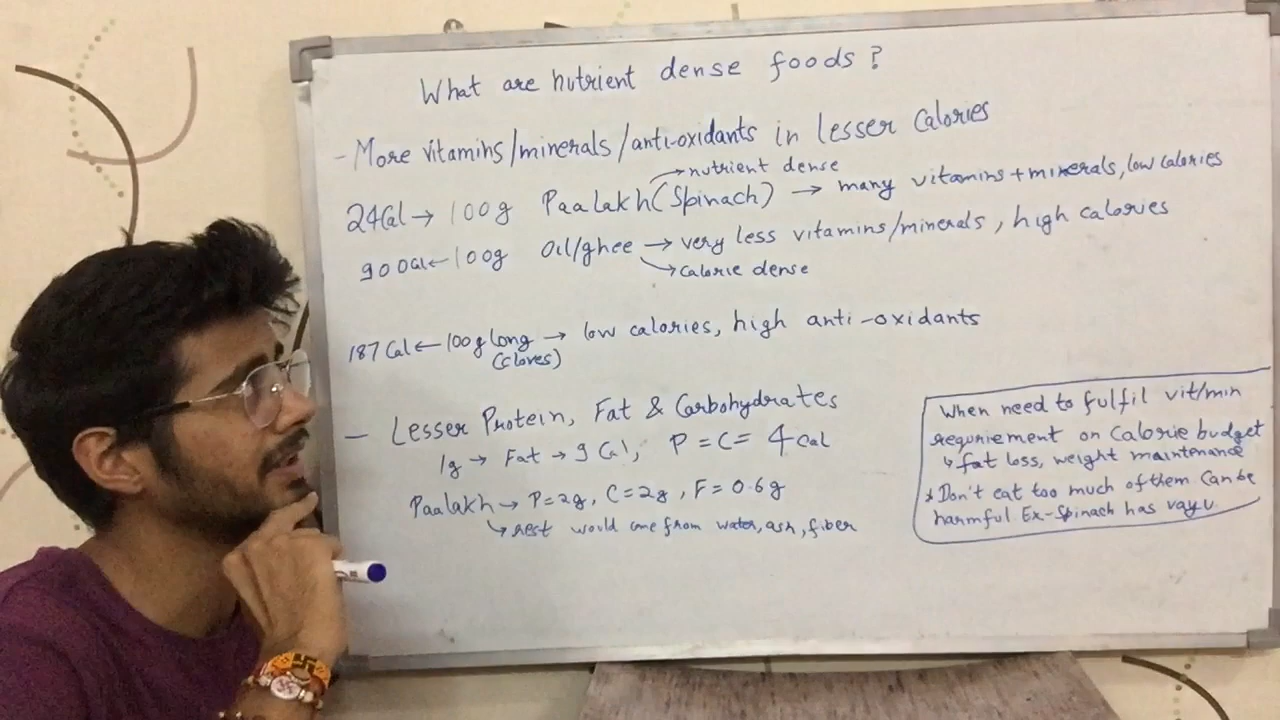 What are nutrient dense foods ?
- More vitamins/minerals/anti-oxidants in lesser Calories
→ nutrient dense
24Cal → 100g Paalakh (Spinach) → many vitamins + minerals, low calories
900Cal ← 100g Oil/ghee → very less vitamins/minerals, high calories
→ Calorie dense
187 Cal ← 100g long → low calories, high anti-oxidants
(cloves)
- Lesser Protein, Fat & Carbohydrates
1g → Fat → 9 Cal, P = C = 4 Cal
Paalakh → P=2g, C=2g, F=0.6g
↳ rest would come from water, ash, fiber
When need to fulfil vit/min
requriement on Calorie budget
↳ fat loss, weight maintenance
* Don't eat too much of them Can be
harmful. Ex-Spinach has vayu.